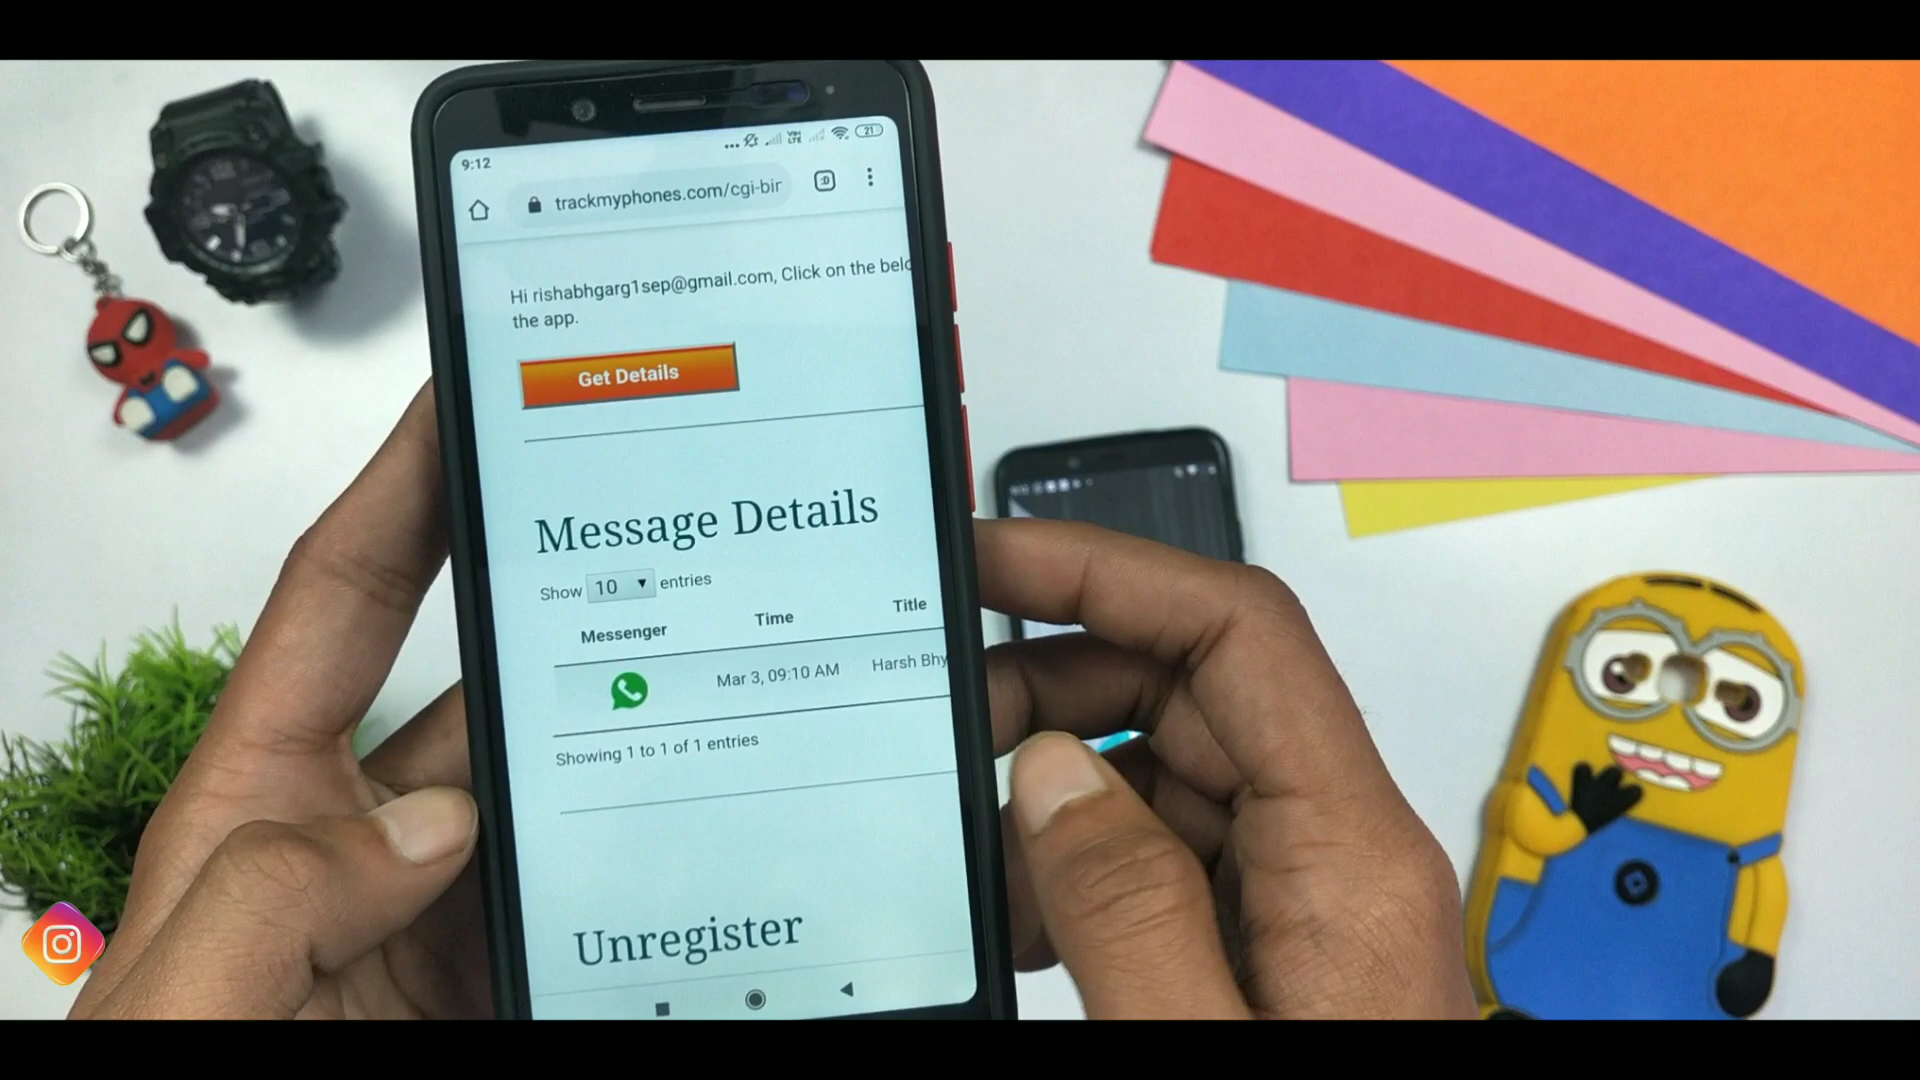 9:12
21
trackmyphones.com/cgi-bir
Hi rishabhgarg1sep@gmail.com, Click on the belo
the app.
Get Details
Message Details
Show 10 entries
Messenger Time Title
Mar 3, 09:10 AM Harsh Bhy
Showing 1 to 1 of 1 entries
Unregister